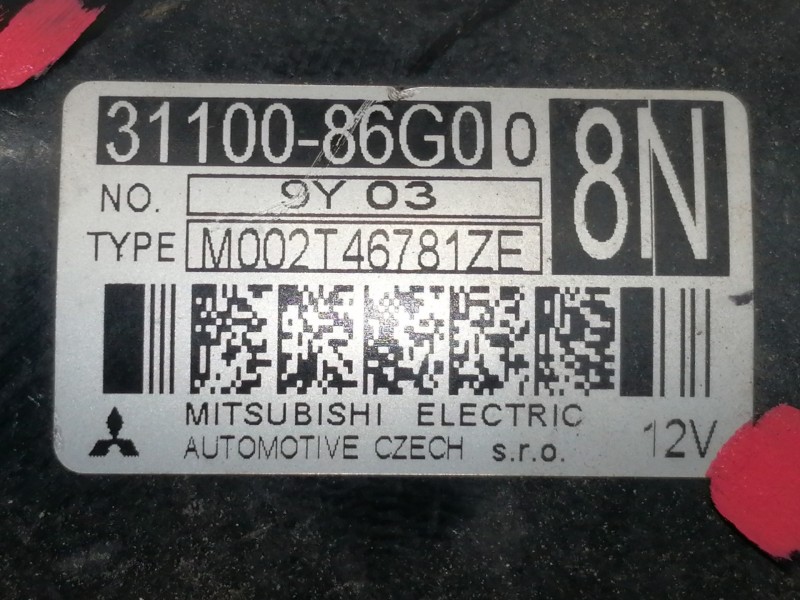 31100-86G00 8N
NO. 9Y 03
TYPE M002T46781ZE
MITSUBISHI ELECTRIC
AUTOMOTIVE CZECH s.r.o.
12V